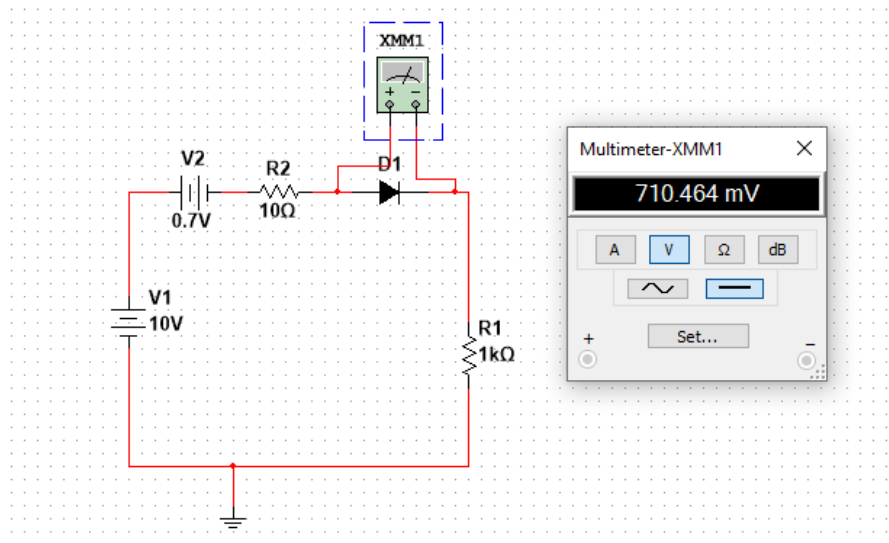 XMM1
+ −
V2
0.7V
R2
10Ω
D1
V1
10V
R1
1kΩ
Multimeter-XMM1
710.464 mV
A V Ω dB
+ Set... −